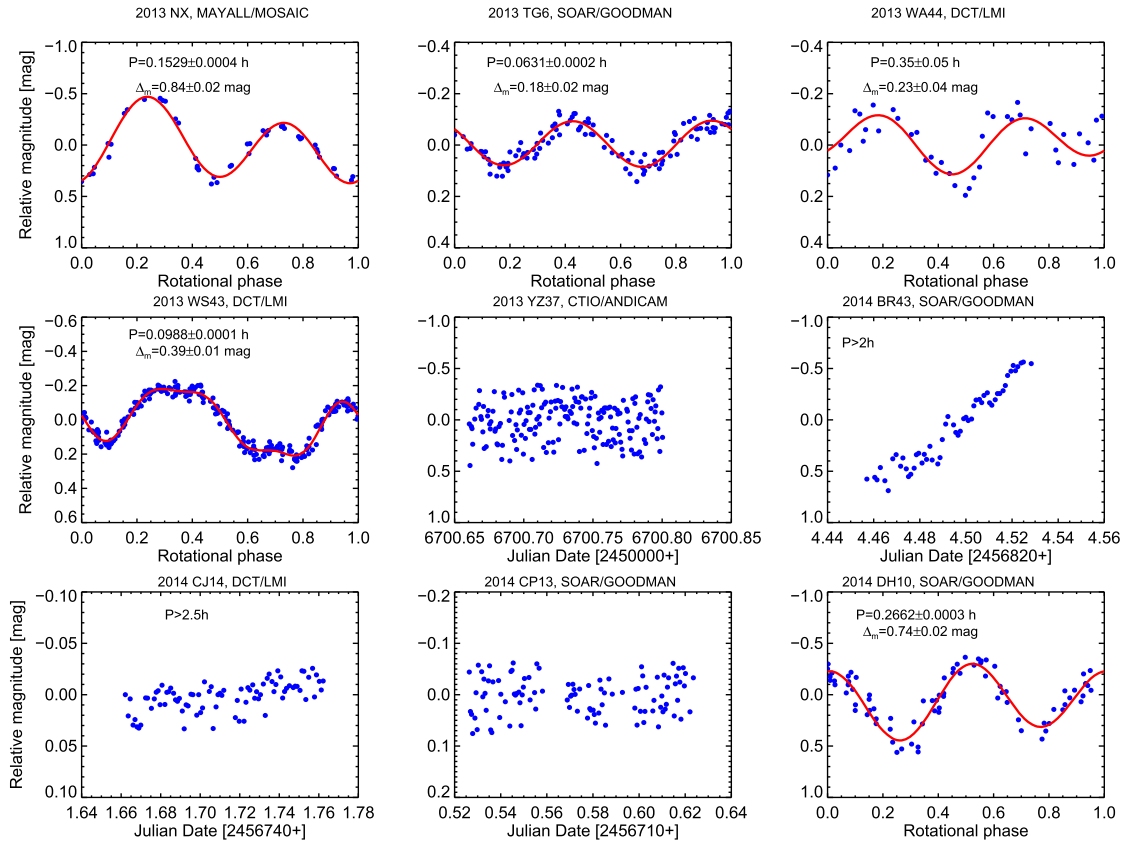 2013 NX, MAYALL/MOSAIC
2013 TG6, SOAR/GOODMAN
2013 WA44, DCT/LMI
Relative magnitude [mag]
−1.0
−0.5
0.0
0.5
1.0
P=0.1529±0.0004 h
Δm=0.84±0.02 mag
0.0 0.2 0.4 0.6 0.8 1.0
Rotational phase
−0.4
−0.2
0.0
0.2
0.4
P=0.0631±0.0002 h
Δm=0.18±0.02 mag
0.0 0.2 0.4 0.6 0.8 1.0
Rotational phase
−0.4
−0.2
0.0
0.2
0.4
P=0.35±0.05 h
Δm=0.23±0.04 mag
0.0 0.2 0.4 0.6 0.8 1.0
Rotational phase
2013 WS43, DCT/LMI
2013 YZ37, CTIO/ANDICAM
2014 BR43, SOAR/GOODMAN
Relative magnitude [mag]
−0.6
−0.4
−0.2
0.0
0.2
0.4
0.6
P=0.0988±0.0001 h
Δm=0.39±0.01 mag
0.0 0.2 0.4 0.6 0.8 1.0
Rotational phase
−1.0
−0.5
0.0
0.5
1.0
6700.65 6700.70 6700.75 6700.80 6700.85
Julian Date [2450000+]
−1.0
−0.5
0.0
0.5
1.0
P>2h
4.44 4.46 4.48 4.50 4.52 4.54 4.56
Julian Date [2456820+]
2014 CJ14, DCT/LMI
2014 CP13, SOAR/GOODMAN
2014 DH10, SOAR/GOODMAN
Relative magnitude [mag]
−0.10
−0.05
0.00
0.05
0.10
P>2.5h
1.64 1.66 1.68 1.70 1.72 1.74 1.76 1.78
Julian Date [2456740+]
−0.2
−0.1
0.0
0.1
0.2
0.52 0.54 0.56 0.58 0.60 0.62 0.64
Julian Date [2456710+]
−1.0
−0.5
0.0
0.5
1.0
P=0.2662±0.0003 h
Δm=0.74±0.02 mag
0.0 0.2 0.4 0.6 0.8 1.0
Rotational phase